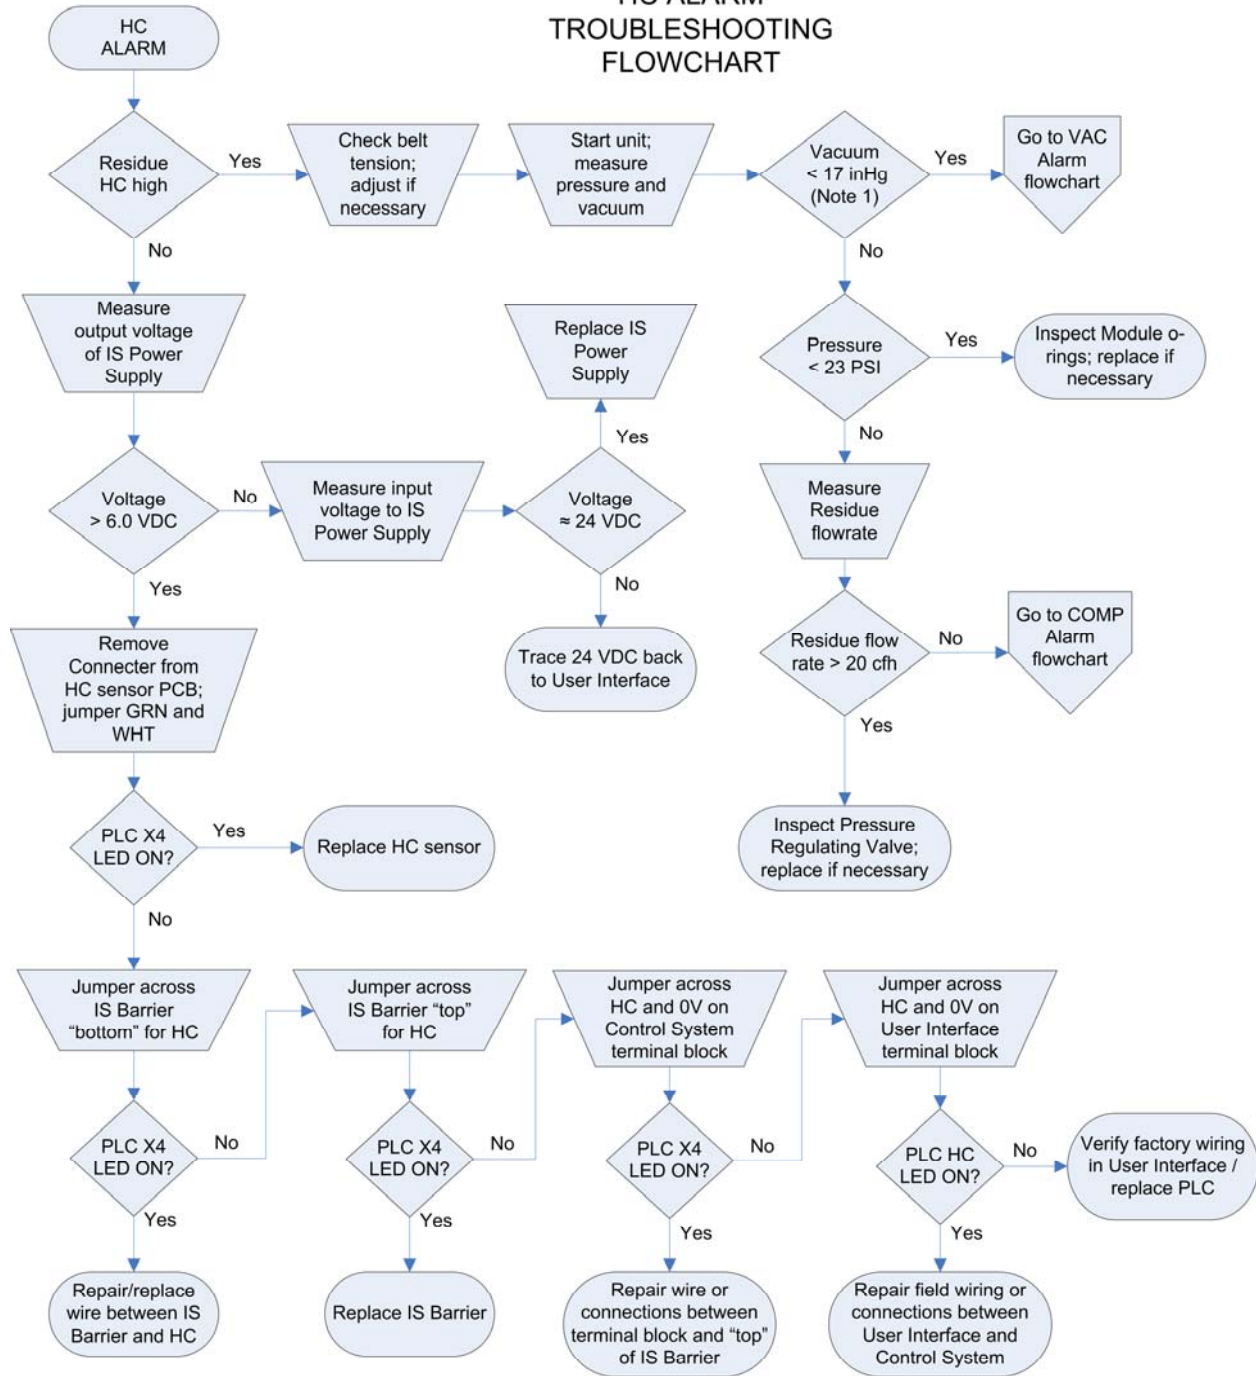 HC ALARM
TROUBLESHOOTING
FLOWCHART
HC
ALARM
Residue
HC high
Yes
Check belt
tension;
adjust if
necessary
Start unit;
measure
pressure and
vacuum
Vacuum
< 17 inHg
(Note 1)
Yes
Go to VAC
Alarm
flowchart
No
No
Measure
output voltage
of IS Power
Supply
Replace IS
Power
Supply
Pressure
< 23 PSI
Yes
Inspect Module o-
rings; replace if
necessary
Yes
No
Voltage
> 6.0 VDC
No
Measure input
voltage to IS
Power Supply
Voltage
≈ 24 VDC
Measure
Residue
flowrate
Yes
No
Remove
Connecter from
HC sensor PCB;
jumper GRN and
WHT
Trace 24 VDC back
to User Interface
Residue flow
rate > 20 cfh
No
Go to COMP
Alarm
flowchart
Yes
PLC X4
LED ON?
Yes
Replace HC sensor
Inspect Pressure
Regulating Valve;
replace if necessary
No
Jumper across
IS Barrier
“bottom” for HC
Jumper across
IS Barrier “top”
for HC
Jumper across
HC and 0V on
Control System
terminal block
Jumper across
HC and 0V on
User Interface
terminal block
PLC X4
LED ON?
No
PLC X4
LED ON?
No
PLC X4
LED ON?
No
PLC HC
LED ON?
No
Verify factory wiring
in User Interface /
replace PLC
Yes
Yes
Yes
Yes
Repair/replace
wire between IS
Barrier and HC
Replace IS Barrier
Repair wire or
connections between
terminal block and “top”
of IS Barrier
Repair field wiring or
connections between
User Interface and
Control System